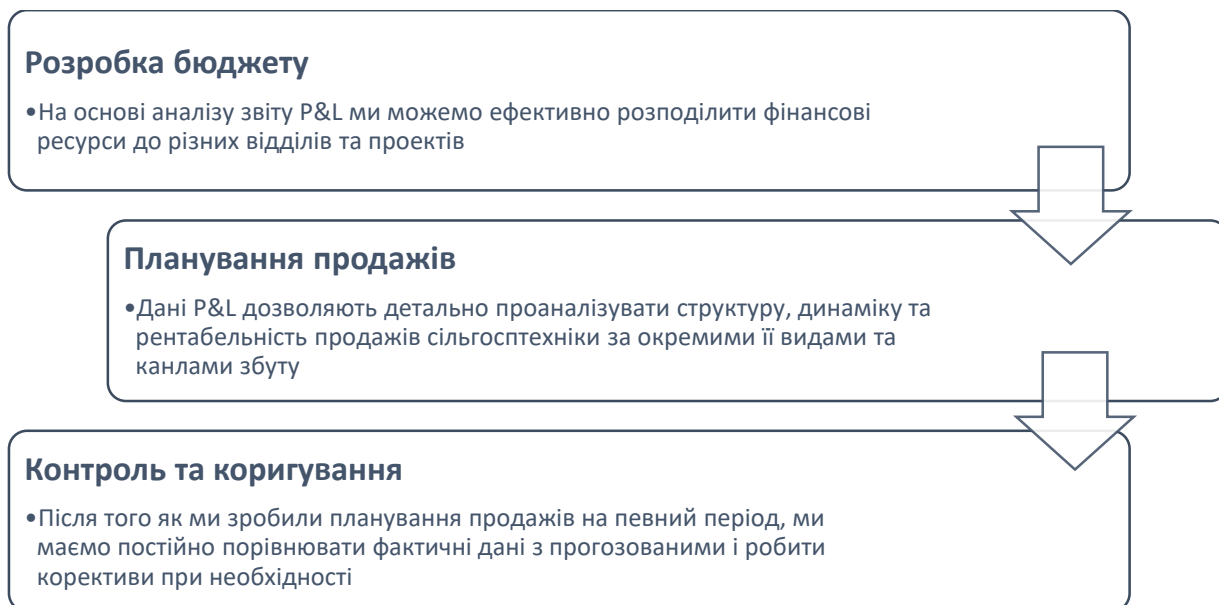 Розробка бюджету
•На основі аналізу звіту P&L ми можемо ефективно розподілити фінансові
ресурси до різних відділів та проектів
Планування продажів
•Дані P&L дозволяють детально проаналізувати структуру, динаміку та
рентабельність продажів сільгосптехніки за окремими її видами та
канлами збуту
Контроль та коригування
•Після того як ми зробили планування продажів на певний період, ми
маємо постійно порівнювати фактичні дані з прогозованими і робити
корективи при необхідності